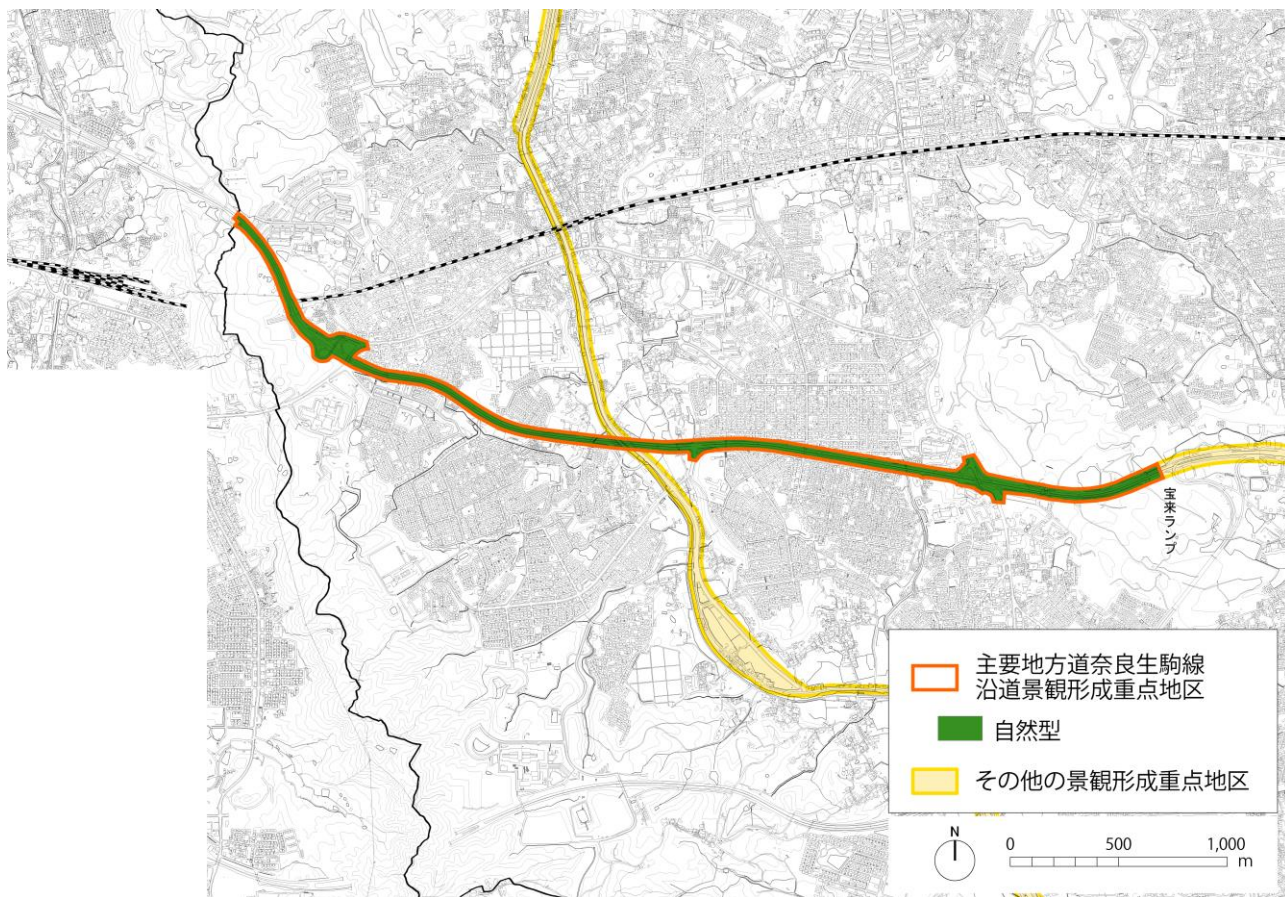 宝来ランプ
主要地方道奈良生駒線
沿道景観形成重点地区
自然型
その他の景観形成重点地区
N
0 500 1,000
m